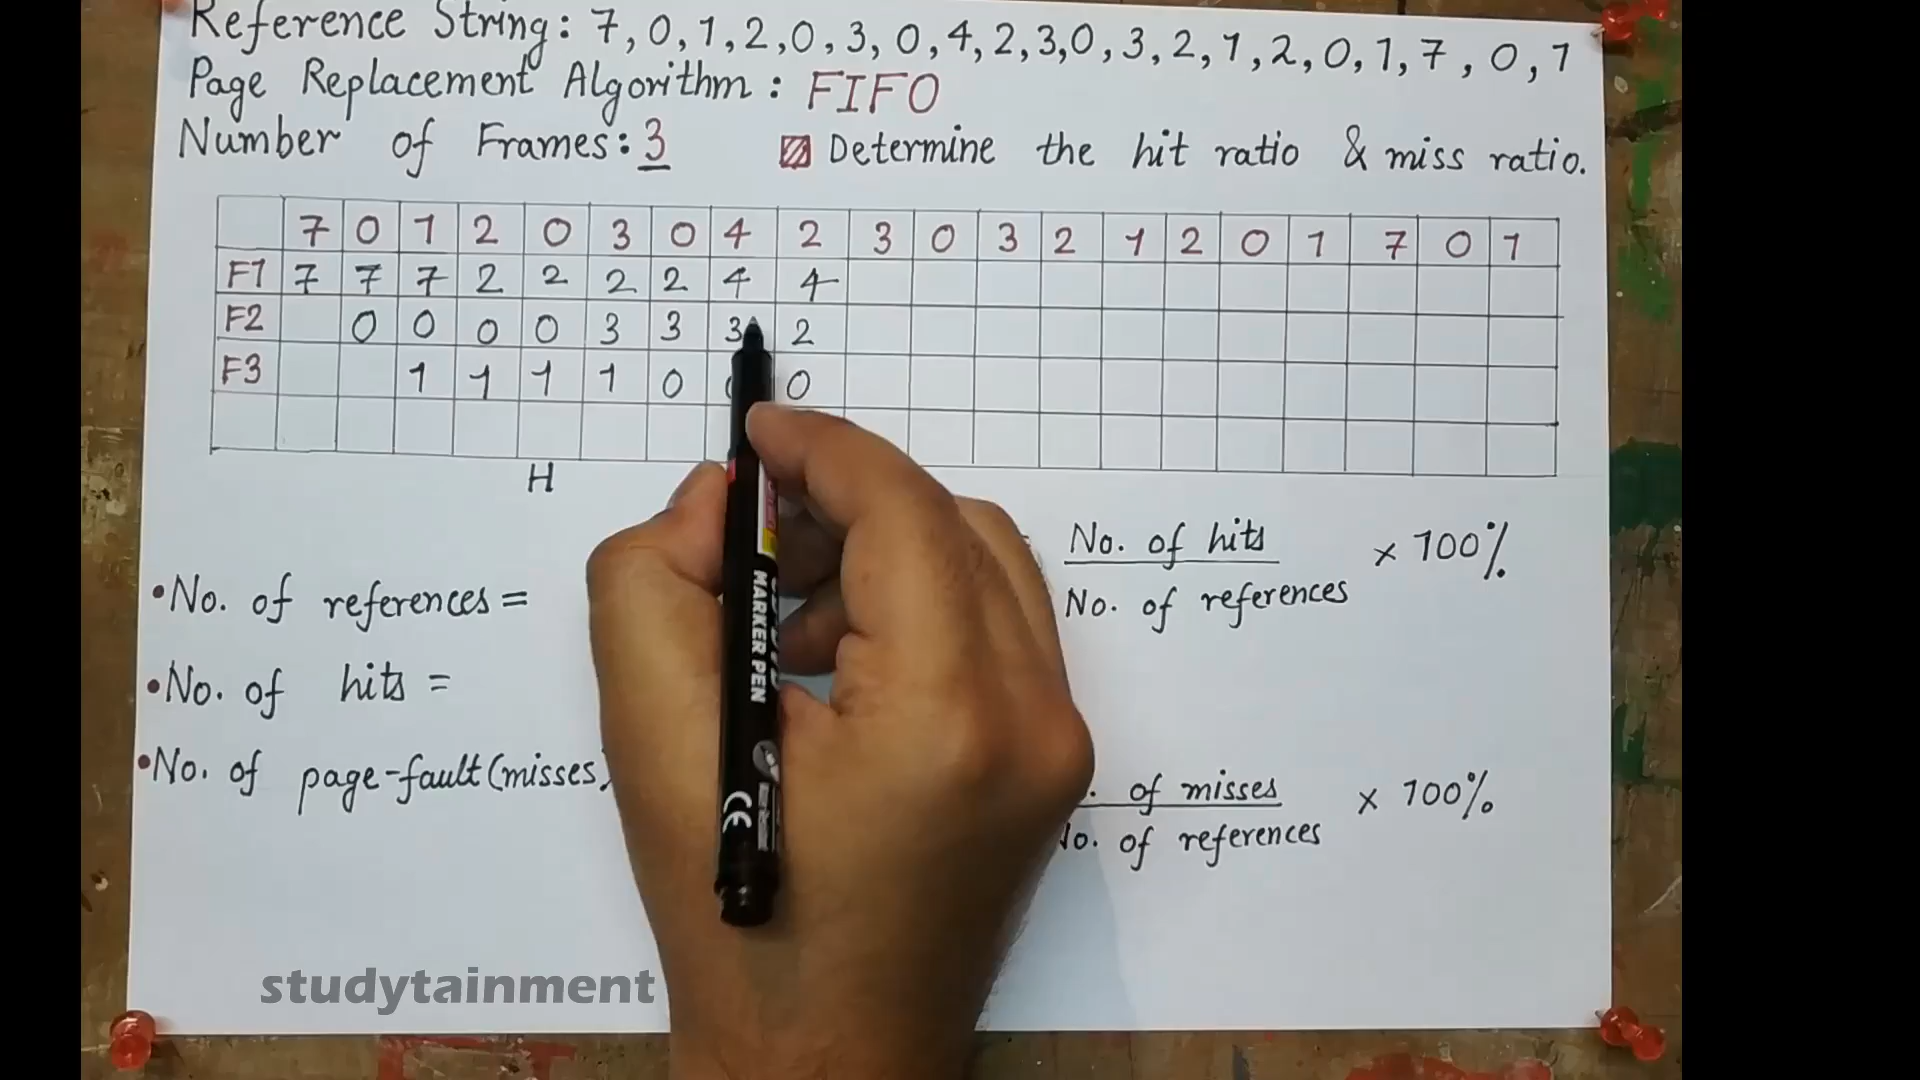 Reference String: 7,0,1,2,0,3,0,4,2,3,0,3,2,1,2,0,1,7,0,1
Page Replacement Algorithm: FIFO
Number of Frames: 3
Determine the hit ratio & miss ratio.
7 0 1 2 0 3 0 4 2 3 0 3 2 1 2 0 1 7 0 1
F1 7 7 7 2 2 2 2 4 4
F2 0 0 0 0 3 3 3 2
F3 1 1 1 1 0 0
H
No. of hits × 100%
No. of references
•No. of references =
•No. of hits =
•No. of page-fault(misses)
of misses × 100%
No. of references
MARKER PEN
CE
studytainment